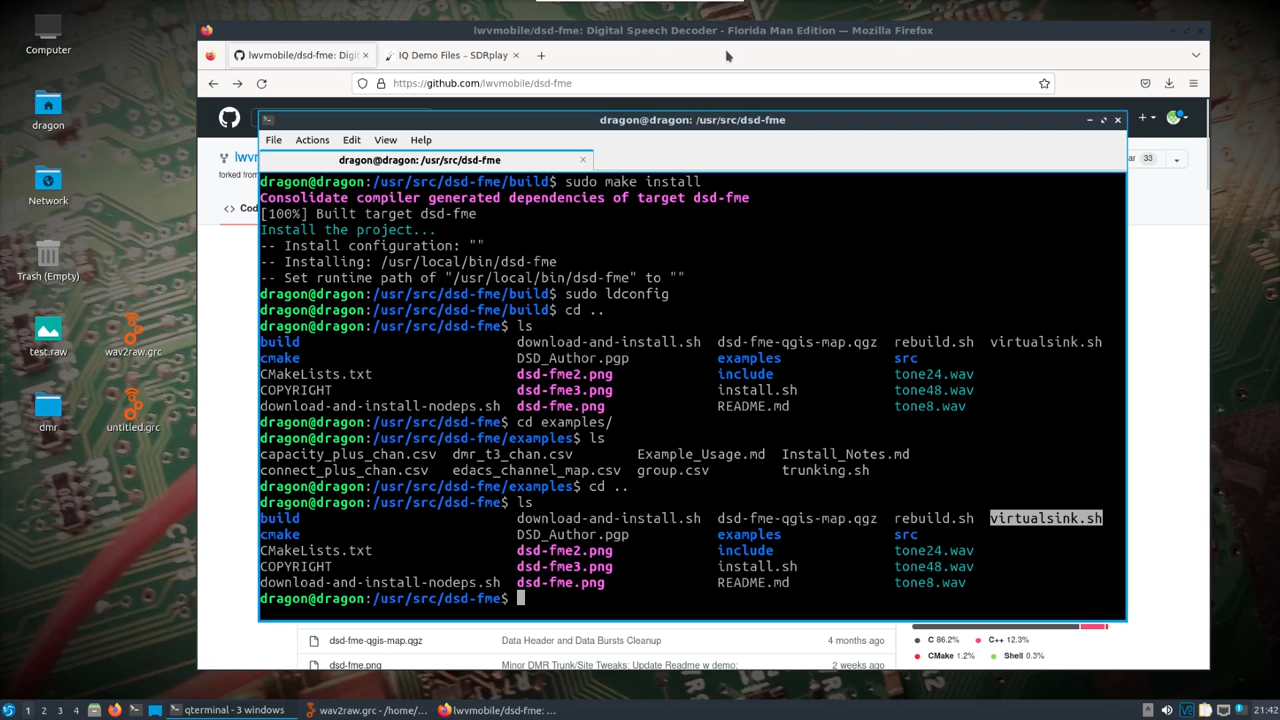 Computer
dragon
Network
Trash (Empty)
test.raw
wav2raw.grc
dmr
untitled.grc
lwvmobile/dsd-fme: Digital Speech Decoder - Florida Man Edition — Mozilla Firefox
lwvmobile/dsd-fme: Digit
IQ Demo Files – SDRplay
https://github.com/lwvmobile/dsd-fme
lwv
forked from
<> Cod
ar 33
dragon@dragon: /usr/src/dsd-fme
File Actions Edit View Help
dragon@dragon: /usr/src/dsd-fme
dragon@dragon:/usr/src/dsd-fme/build$ sudo make install
Consolidate compiler generated dependencies of target dsd-fme
[100%] Built target dsd-fme
Install the project...
-- Install configuration: ""
-- Installing: /usr/local/bin/dsd-fme
-- Set runtime path of "/usr/local/bin/dsd-fme" to ""
dragon@dragon:/usr/src/dsd-fme/build$ sudo ldconfig
dragon@dragon:/usr/src/dsd-fme/build$ cd ..
dragon@dragon:/usr/src/dsd-fme$ ls
build download-and-install.sh dsd-fme-qgis-map.qgz rebuild.sh virtualsink.sh
cmake DSD_Author.pgp examples src
CMakeLists.txt dsd-fme2.png include tone24.wav
COPYRIGHT dsd-fme3.png install.sh tone48.wav
download-and-install-nodeps.sh dsd-fme.png README.md tone8.wav
dragon@dragon:/usr/src/dsd-fme$ cd examples/
dragon@dragon:/usr/src/dsd-fme/examples$ ls
capacity_plus_chan.csv dmr_t3_chan.csv Example_Usage.md Install_Notes.md
connect_plus_chan.csv edacs_channel_map.csv group.csv trunking.sh
dragon@dragon:/usr/src/dsd-fme/examples$ cd ..
dragon@dragon:/usr/src/dsd-fme$ ls
build download-and-install.sh dsd-fme-qgis-map.qgz rebuild.sh virtualsink.sh
cmake DSD_Author.pgp examples src
CMakeLists.txt dsd-fme2.png include tone24.wav
COPYRIGHT dsd-fme3.png install.sh tone48.wav
download-and-install-nodeps.sh dsd-fme.png README.md tone8.wav
dragon@dragon:/usr/src/dsd-fme$
dsd-fme-qgis-map.qgz Data Header and Data Bursts Cleanup 4 months ago
dsd-fme.png Minor DMR Trunk/Site Tweaks; Update Readme w demo; 2 weeks ago
C 86.2% C++ 12.3%
CMake 1.2% Shell 0.3%
1 2 3 4 qterminal - 3 windows wav2raw.grc - /home/... lwvmobile/dsd-fme: ... 21:42